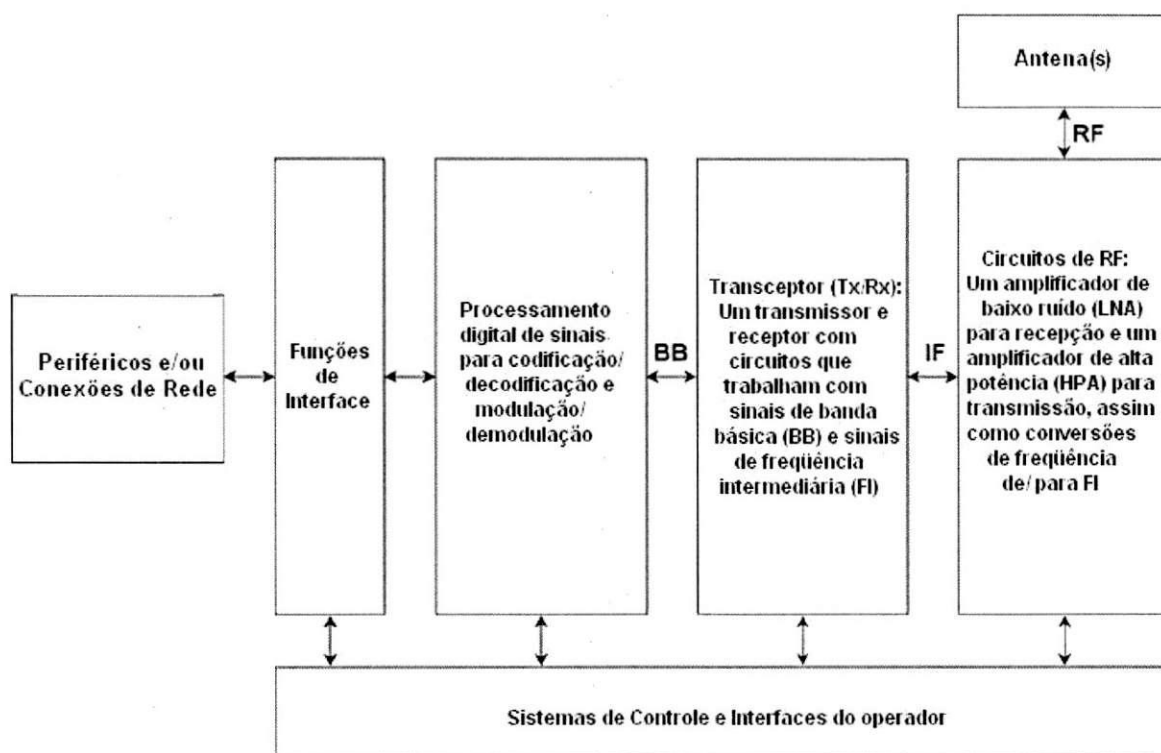 Antena(s)
RF
Periféricos e/ou
Conexões de Rede
Funções
de
Interface
Processamento
digital de sinais
para codificação/
decodificação e
modulação/
demodulação
BB
Transceptor (Tx/Rx):
Um transmissor e
receptor com
circuitos que
trabalham com
sinais de banda
básica (BB) e sinais
de freqüência
intermediária (FI)
IF
Circuitos de RF:
Um amplificador de
baixo ruído (LNA)
para recepção e um
amplificador de alta
potência (HPA) para
transmissão, assim
como conversões
de freqüência
de/ para FI
Sistemas de Controle e Interfaces do operador